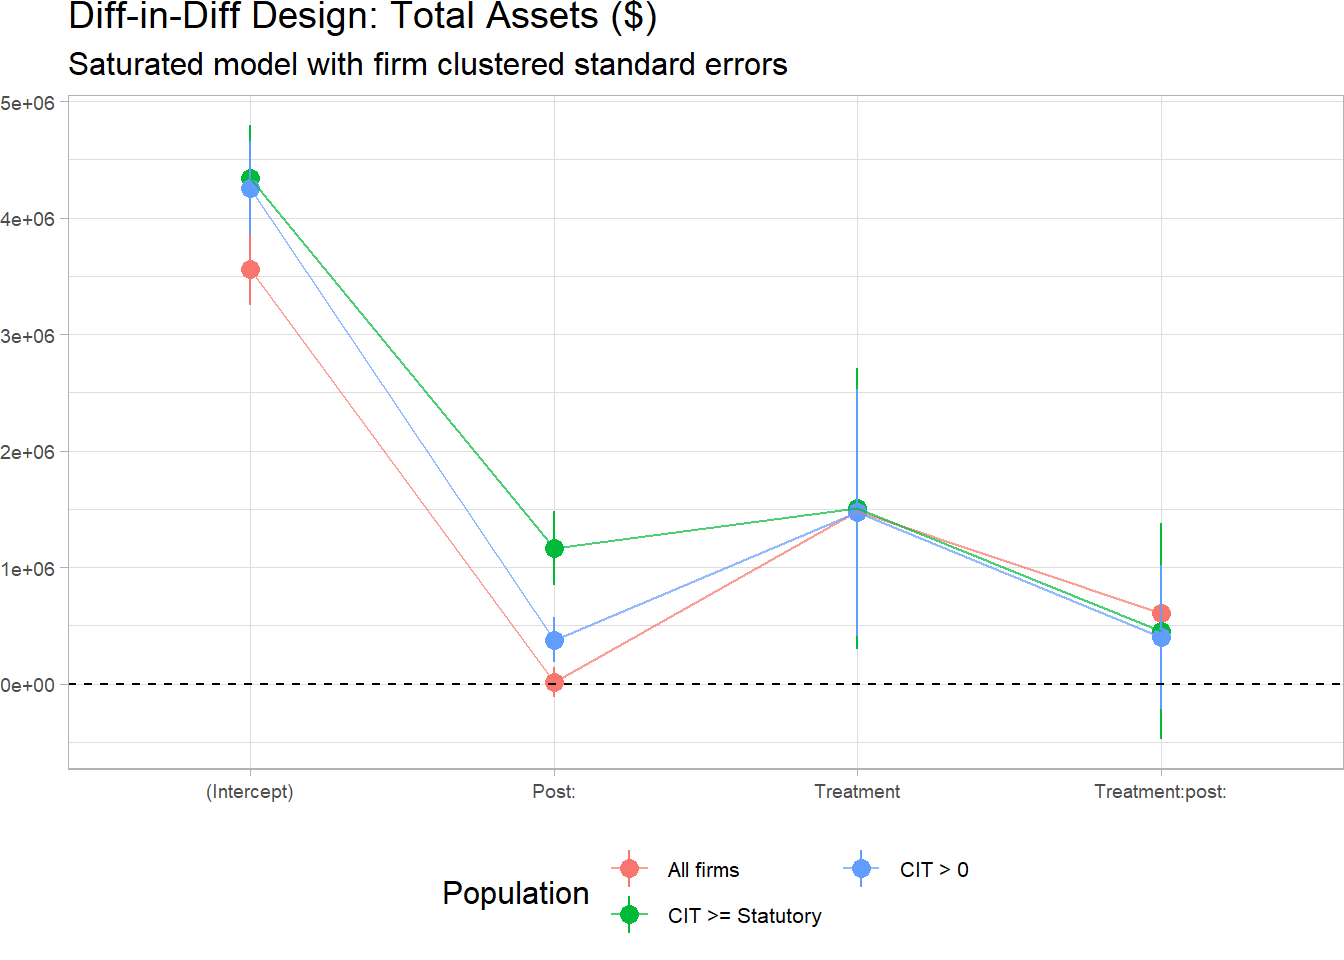 Diff-in-Diff Design: Total Assets ($)
Saturated model with firm clustered standard errors
5e+06
4e+06
3e+06
2e+06
1e+06
0e+00
(Intercept)
Post:
Treatment
Treatment:post:
Population
All firms
CIT > 0
CIT >= Statutory